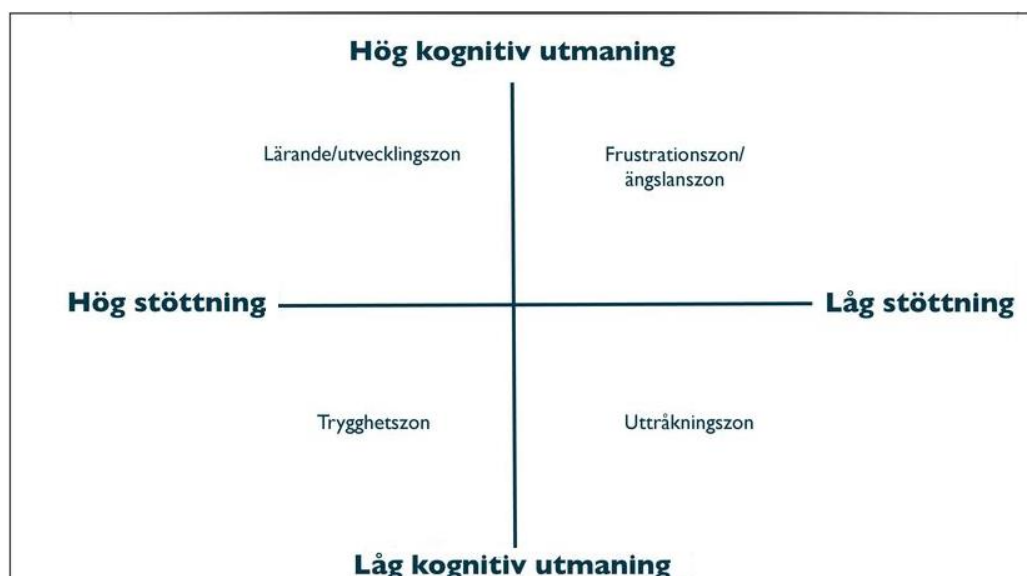 Hög kognitiv utmaning
Lärande/utvecklingszon
Frustrationszon/
ängslanszon
Hög stöttning
Låg stöttning
Trygghetszon
Uttråkningszon
Låg kognitiv utmaning